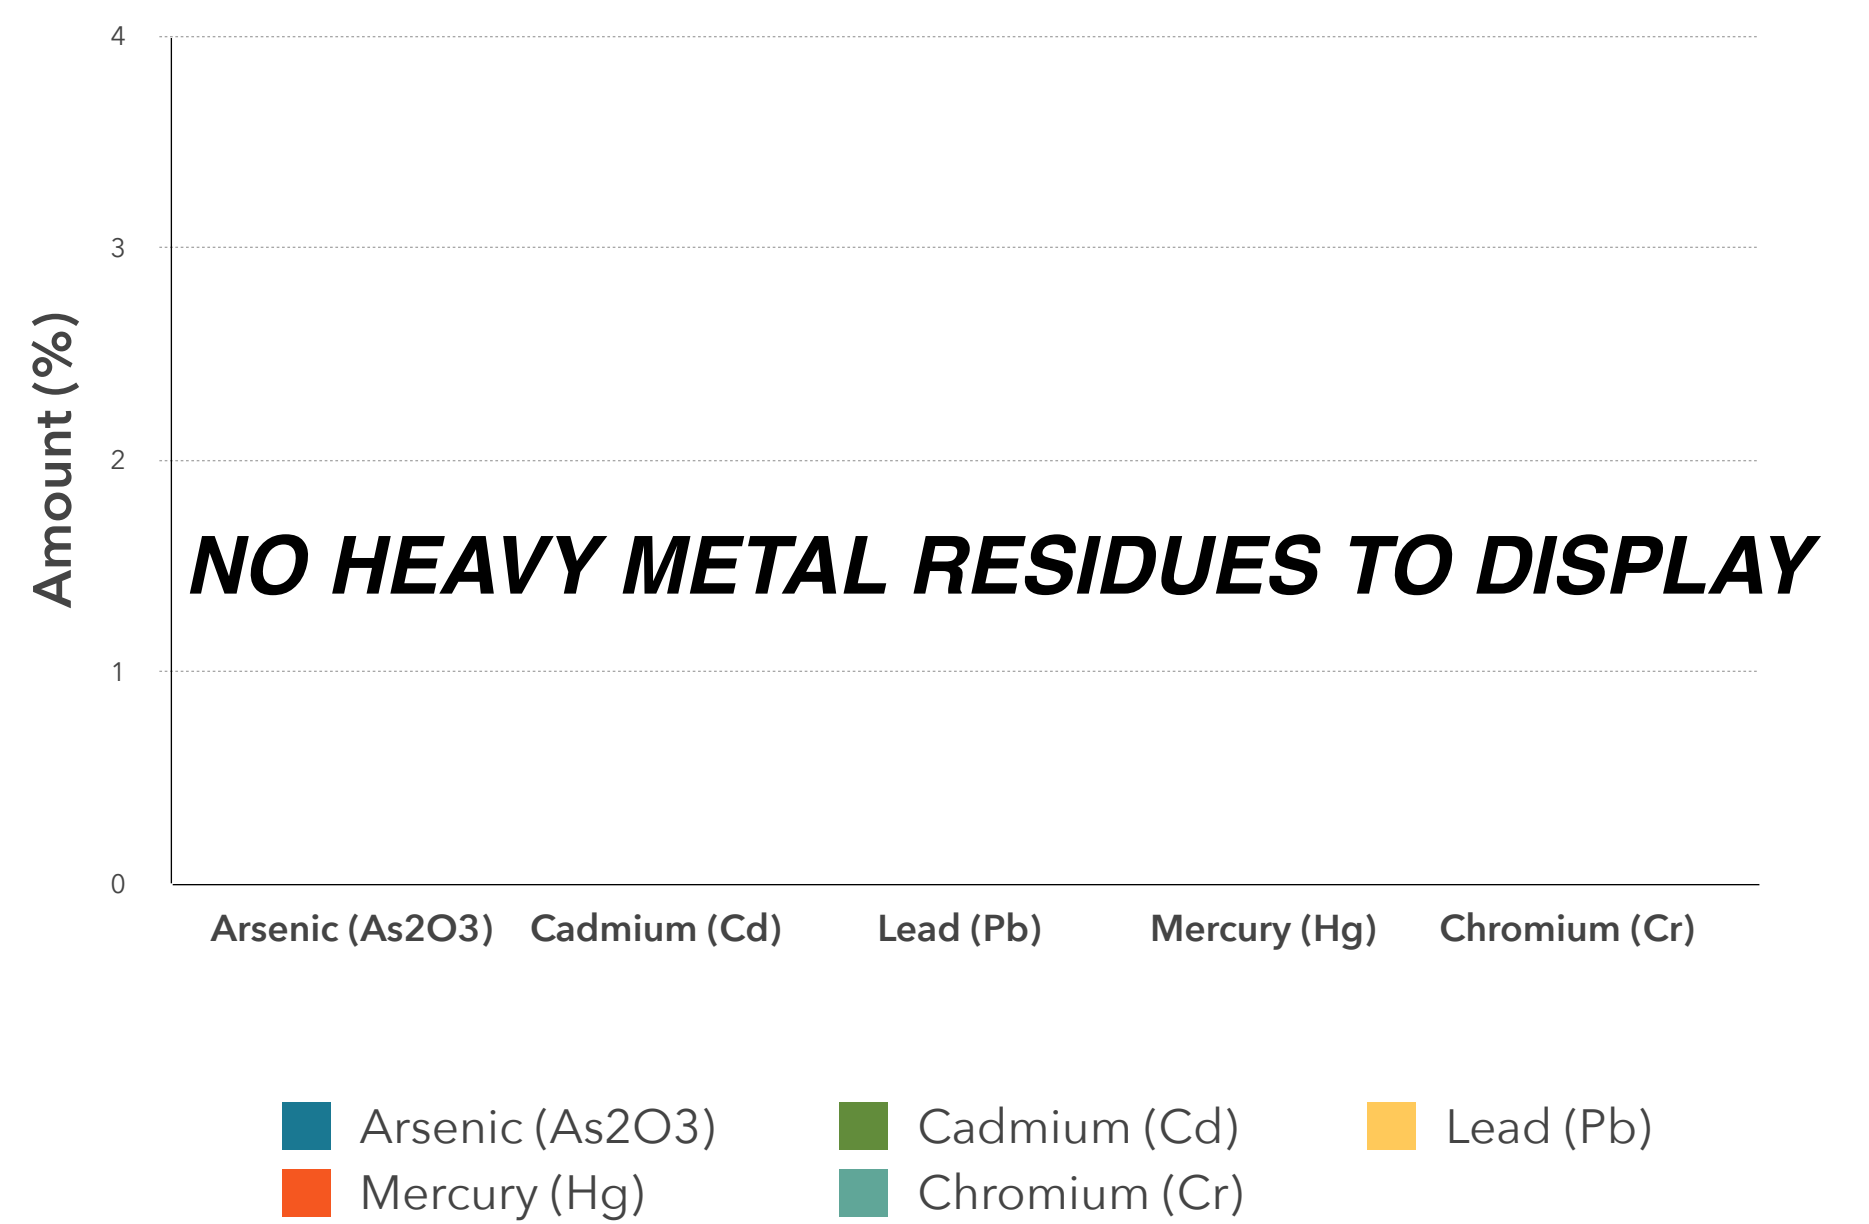 4
3
2
1
0
Amount (%)
NO HEAVY METAL RESIDUES TO DISPLAY
Arsenic (As2O3) Cadmium (Cd) Lead (Pb) Mercury (Hg) Chromium (Cr)
Arsenic (As2O3) Cadmium (Cd) Lead (Pb)
Mercury (Hg) Chromium (Cr)